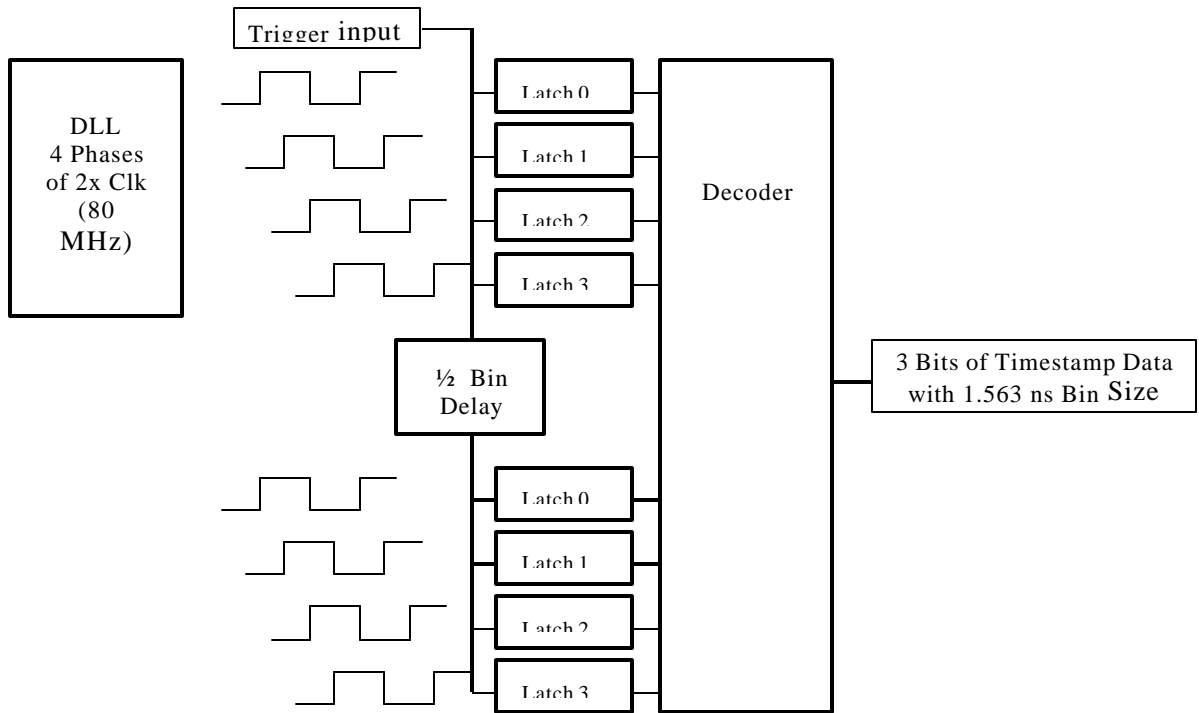 Trigger input
DLL
4 Phases
of 2x Clk
(80
MHz)
Latch 0
Latch 1
Latch 2
Latch 3
Decoder
½ Bin
Delay
3 Bits of Timestamp Data
with 1.563 ns Bin Size
Latch 0
Latch 1
Latch 2
Latch 3